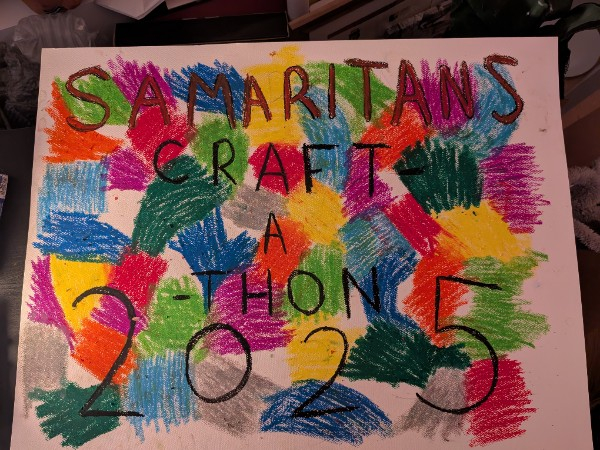 SAMARITANS
CRAFT-
A
-THON
2025